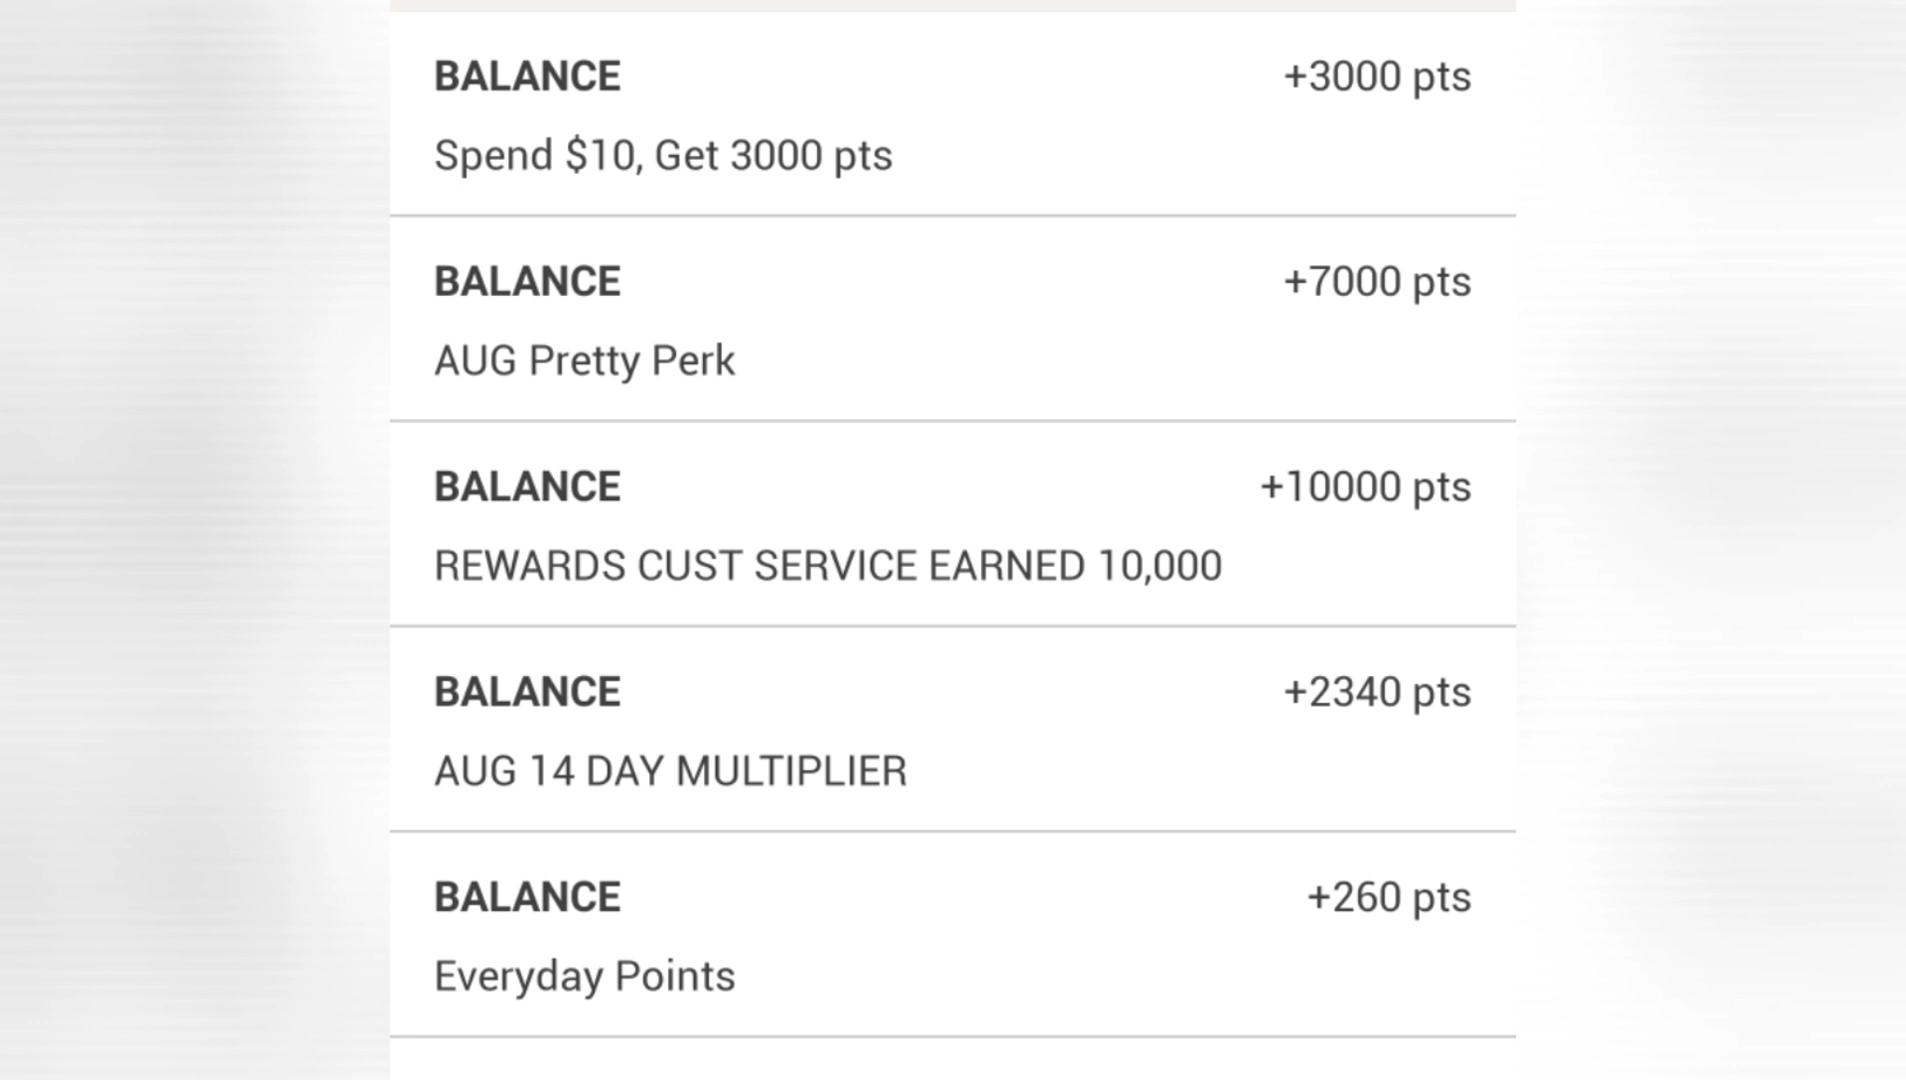 BALANCE +3000 pts
Spend $10, Get 3000 pts
BALANCE +7000 pts
AUG Pretty Perk
BALANCE +10000 pts
REWARDS CUST SERVICE EARNED 10,000
BALANCE +2340 pts
AUG 14 DAY MULTIPLIER
BALANCE +260 pts
Everyday Points